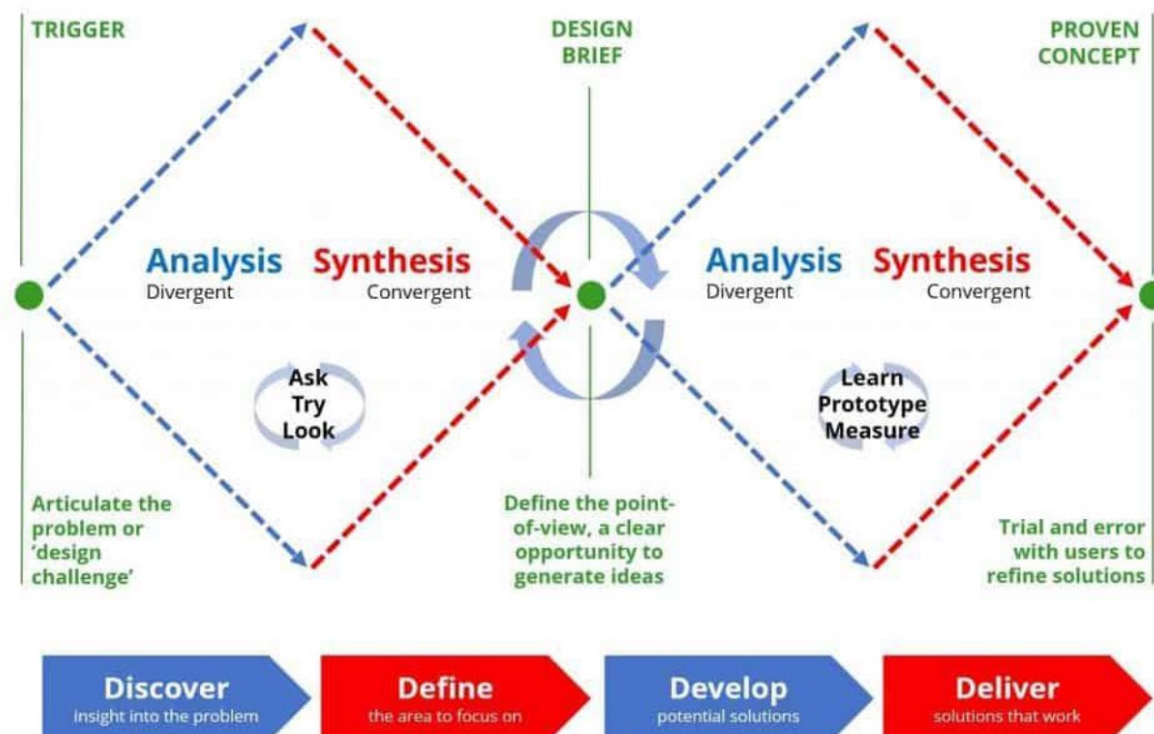 TRIGGER
DESIGN
BRIEF
PROVEN
CONCEPT
Analysis
Divergent
Synthesis
Convergent
Analysis
Divergent
Synthesis
Convergent
Ask
Try
Look
Learn
Prototype
Measure
Articulate the
problem or
‘design
challenge’
Define the point-
of-view, a clear
opportunity to
generate ideas
Trial and error
with users to
refine solutions
Discover
insight into the problem
Define
the area to focus on
Develop
potential solutions
Deliver
solutions that work